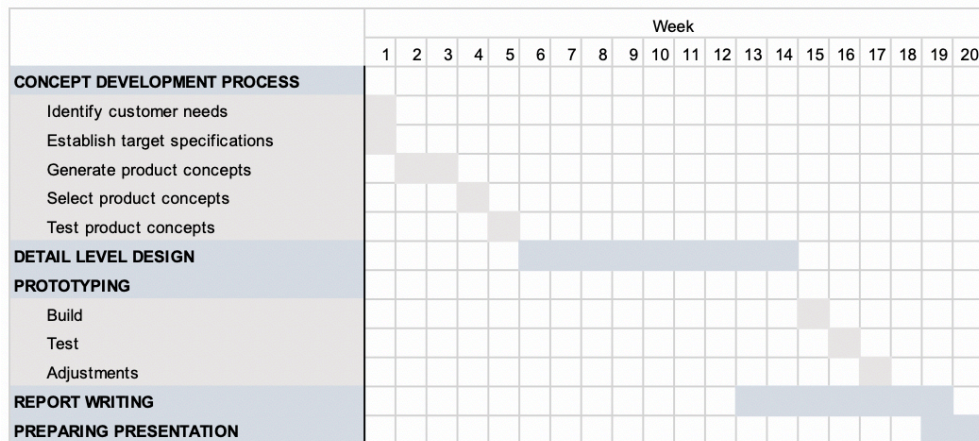 Week
1 2 3 4 5 6 7 8 9 10 11 12 13 14 15 16 17 18 19 20
CONCEPT DEVELOPMENT PROCESS
Identify customer needs
Establish target specifications
Generate product concepts
Select product concepts
Test product concepts
DETAIL LEVEL DESIGN
PROTOTYPING
Build
Test
Adjustments
REPORT WRITING
PREPARING PRESENTATION